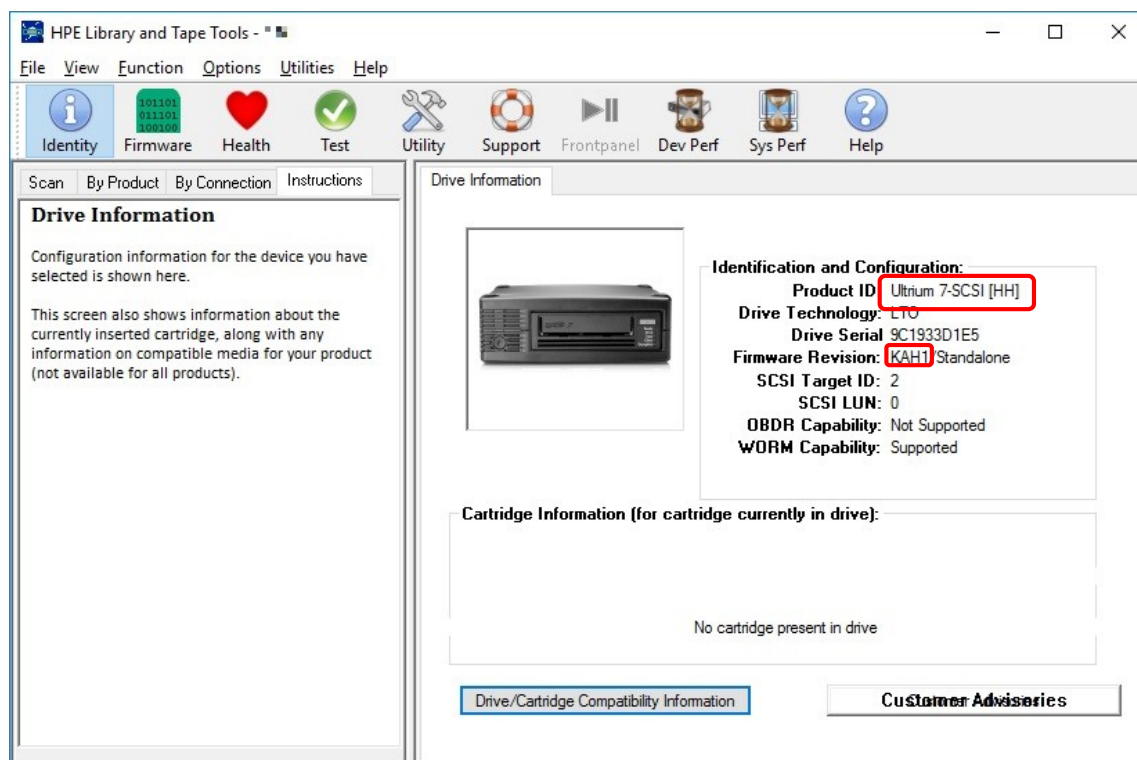 HPE Library and Tape Tools - "
File View Function Options Utilities Help
Identity Firmware Health Test Utility Support Frontpanel Dev Perf Sys Perf Help
Scan By Product By Connection Instructions
Drive Information
Configuration information for the device you have
selected is shown here.
This screen also shows information about the
currently inserted cartridge, along with any
information on compatible media for your product
(not available for all products).
Drive Information
Identification and Configuration:
Product ID Ultrium 7-SCSI [HH]
Drive Technology: LTO
Drive Serial 9C1933D1E5
Firmware Revision: KAH1/Standalone
SCSI Target ID: 2
SCSI LUN: 0
OBDR Capability: Not Supported
WORM Capability: Supported
Cartridge Information (for cartridge currently in drive):
No cartridge present in drive
Drive/Cartridge Compatibility Information
Customer Advisories